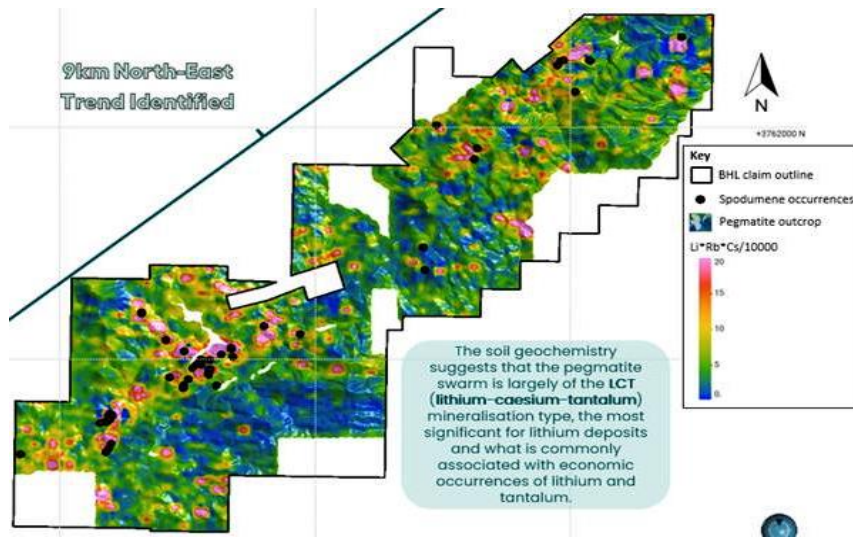 9km North-East
Trend Identified
N
+3762000 N
Key
BHL claim outline
Spodumene occurrences
Pegmatite outcrop
Li*Rb*Cs/10000
20
15
10
5
0.
The soil geochemistry
suggests that the pegmatite
swarm is largely of the LCT
(lithium-caesium-tantalum)
mineralisation type, the most
significant for lithium deposits
and what is commonly
associated with economic
occurrences of lithium and
tantalum.